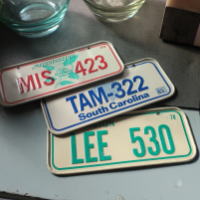 MIS 423
TAM-322
South Carolina
LEE 530